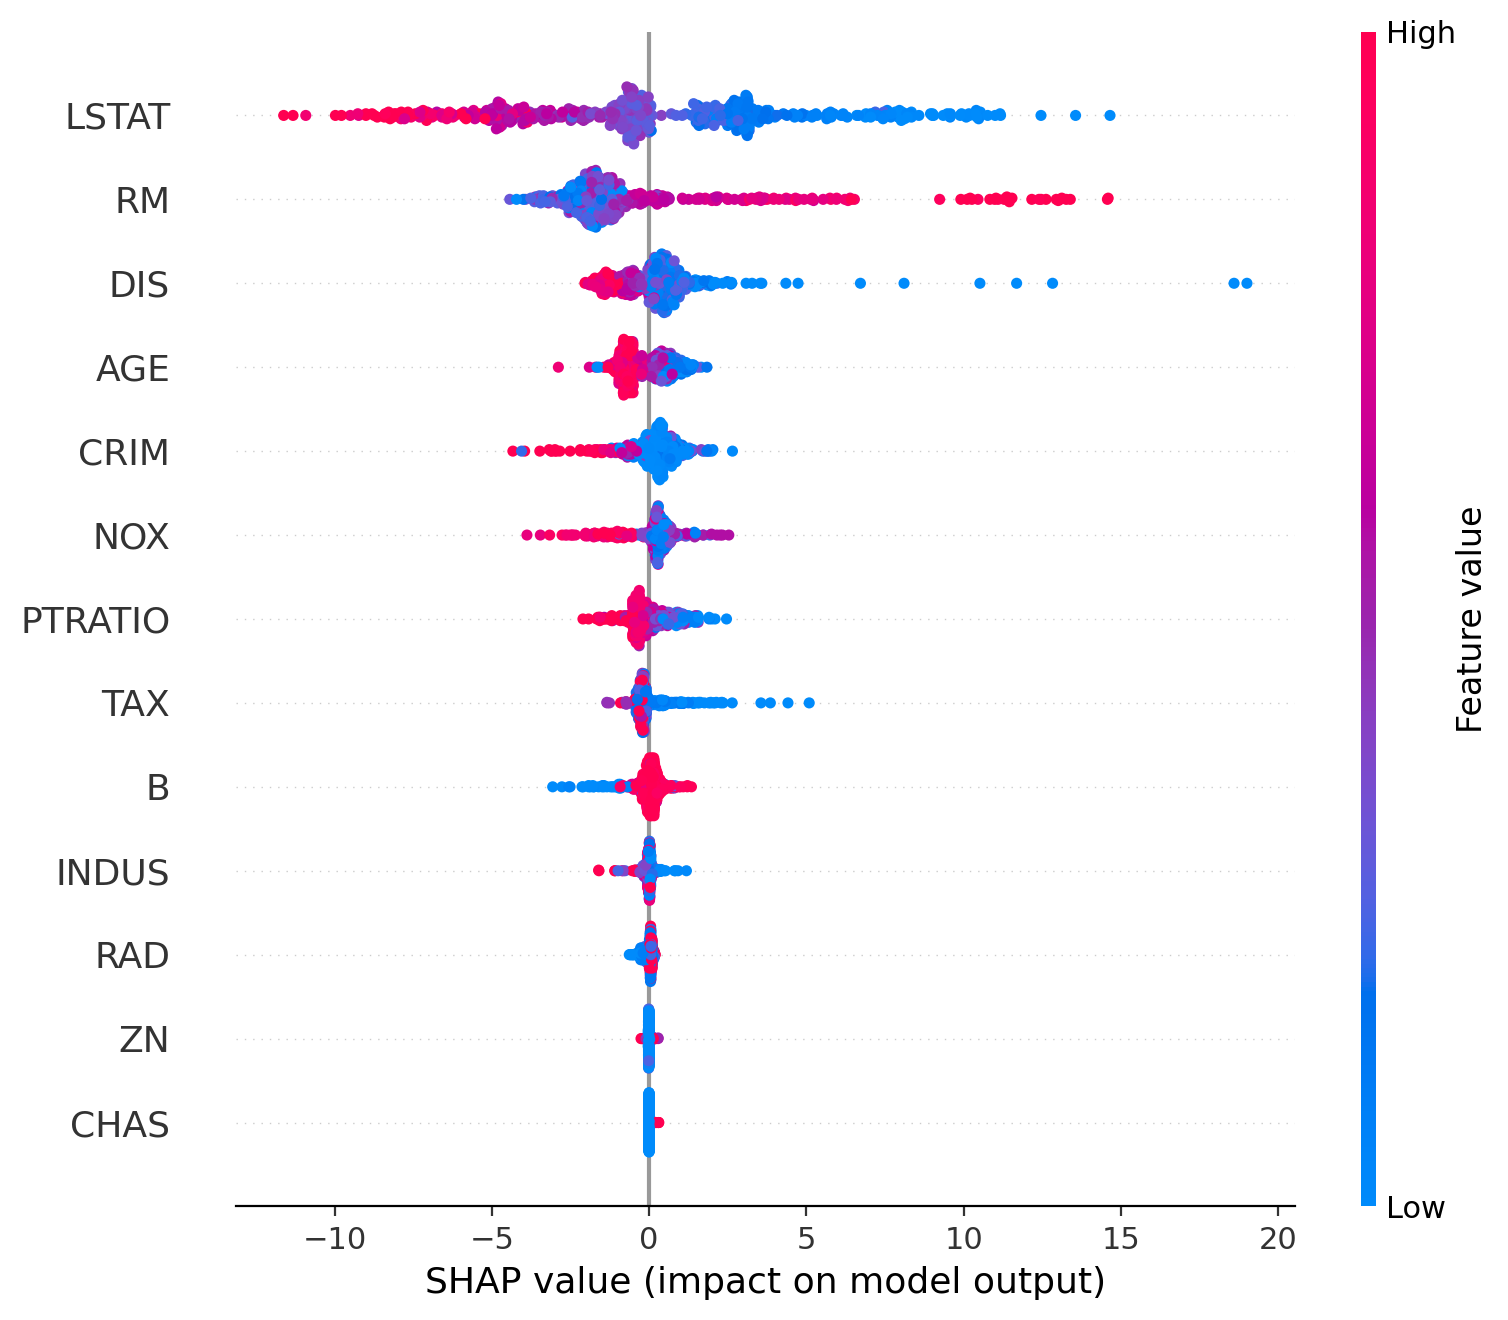 High
LSTAT
RM
DIS
AGE
CRIM
NOX
PTRATIO
TAX
B
INDUS
RAD
ZN
CHAS
Feature value
Low
−10 −5 0 5 10 15 20
SHAP value (impact on model output)